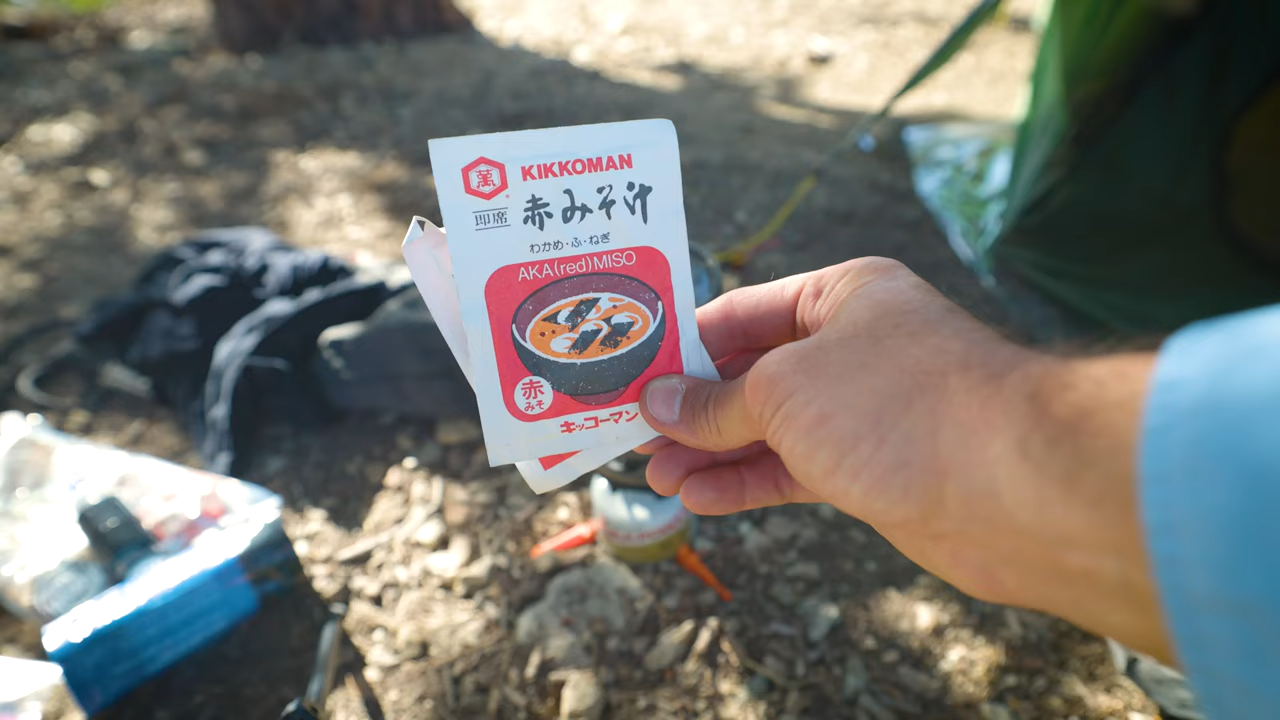 萬
KIKKOMAN
即席
赤みそ汁
わかめ・ふ・ねぎ
AKA(red)MISO
赤
みそ
キッコーマン